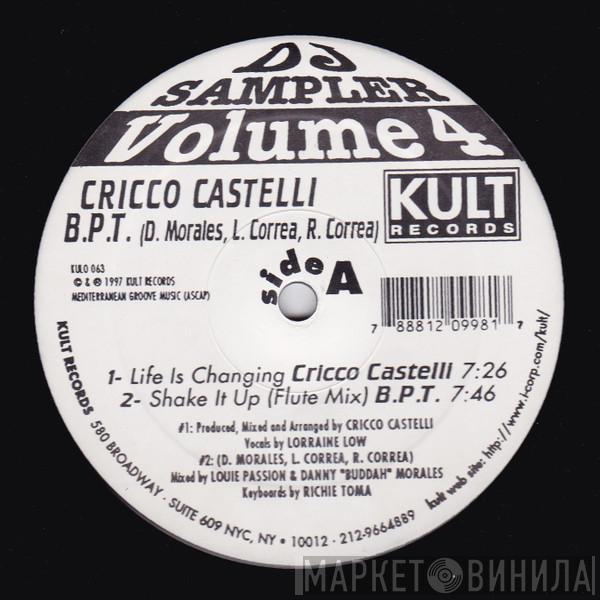 DJ
SAMPLER
Volume 4
CRICCO CASTELLI
B.P.T. (D. Morales, L. Correa, R. Correa)
KULT
RECORDS
KULO 063
© & ℗ 1997 KULT RECORDS
MEDITERRANEAN GROOVE MUSIC (ASCAP)
side A
7 88812 09981 7
1- Life Is Changing Cricco Castelli 7:26
2- Shake It Up (Flute Mix) B.P.T. 7:46
#1: Produced, Mixed and Arranged by CRICCO CASTELLI
Vocals by LORRAINE LOW
#2: (D. MORALES, L. CORREA, R. CORREA)
Mixed by LOUIE PASSION & DANNY "BUDDAH" MORALES
Keyboards by RICHIE TOMA
KULT RECORDS 580 BROADWAY. SUITE 609 NYC, NY • 10012 - 212-9664889
kult web site: http://www.i-corp.com/kult/
МАРКЕТ ВИНИЛА